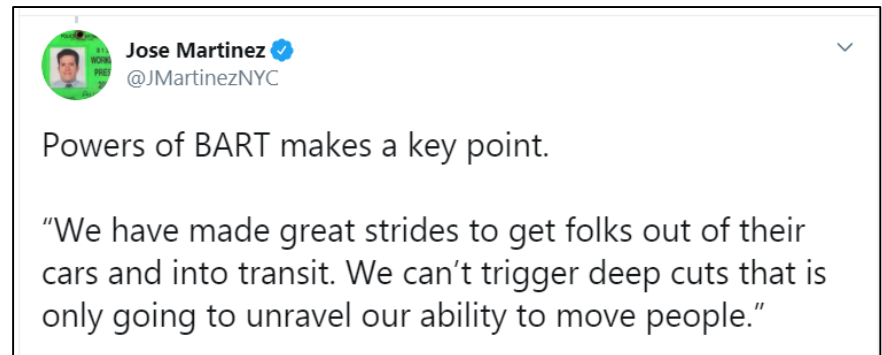 Jose Martinez
@JMartinezNYC
Powers of BART makes a key point.
“We have made great strides to get folks out of their
cars and into transit. We can’t trigger deep cuts that is
only going to unravel our ability to move people.”